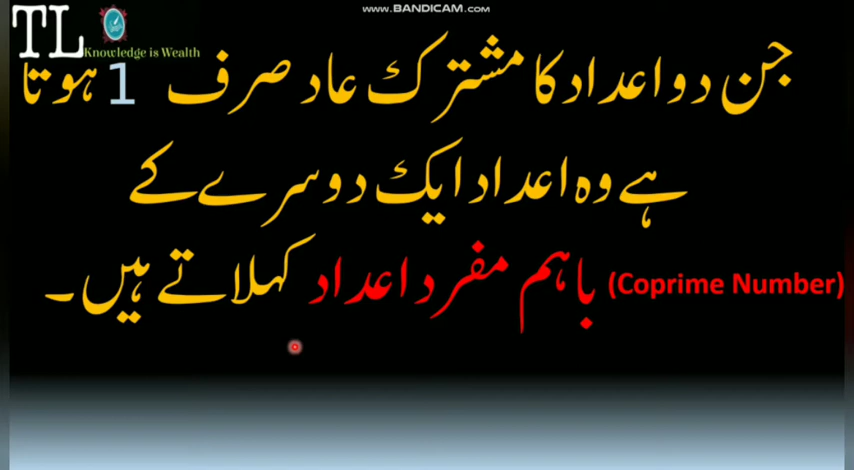 www.BANDICAM.com
TL
Knowledge is Wealth
جن دو اعداد کا مشترک عاد صرف 1 ہوتا
ہے وہ اعداد ایک دوسرے کے
(Coprime Number) باہم مفرد اعداد کہلاتے ہیں۔